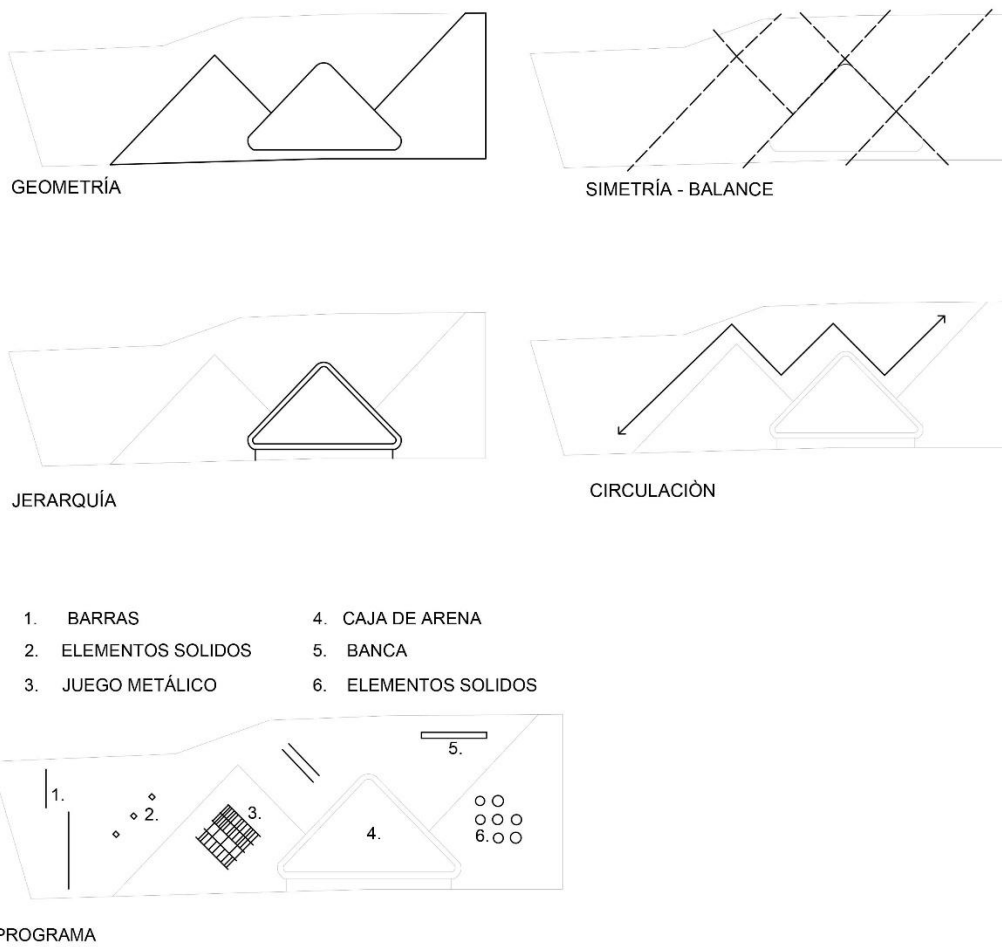 GEOMETRÍA
SIMETRÍA - BALANCE
JERARQUÍA
CIRCULACIÒN
1. BARRAS
2. ELEMENTOS SOLIDOS
3. JUEGO METÁLICO
4. CAJA DE ARENA
5. BANCA
6. ELEMENTOS SOLIDOS
5.
1.
2.
3.
4.
6.
PROGRAMA